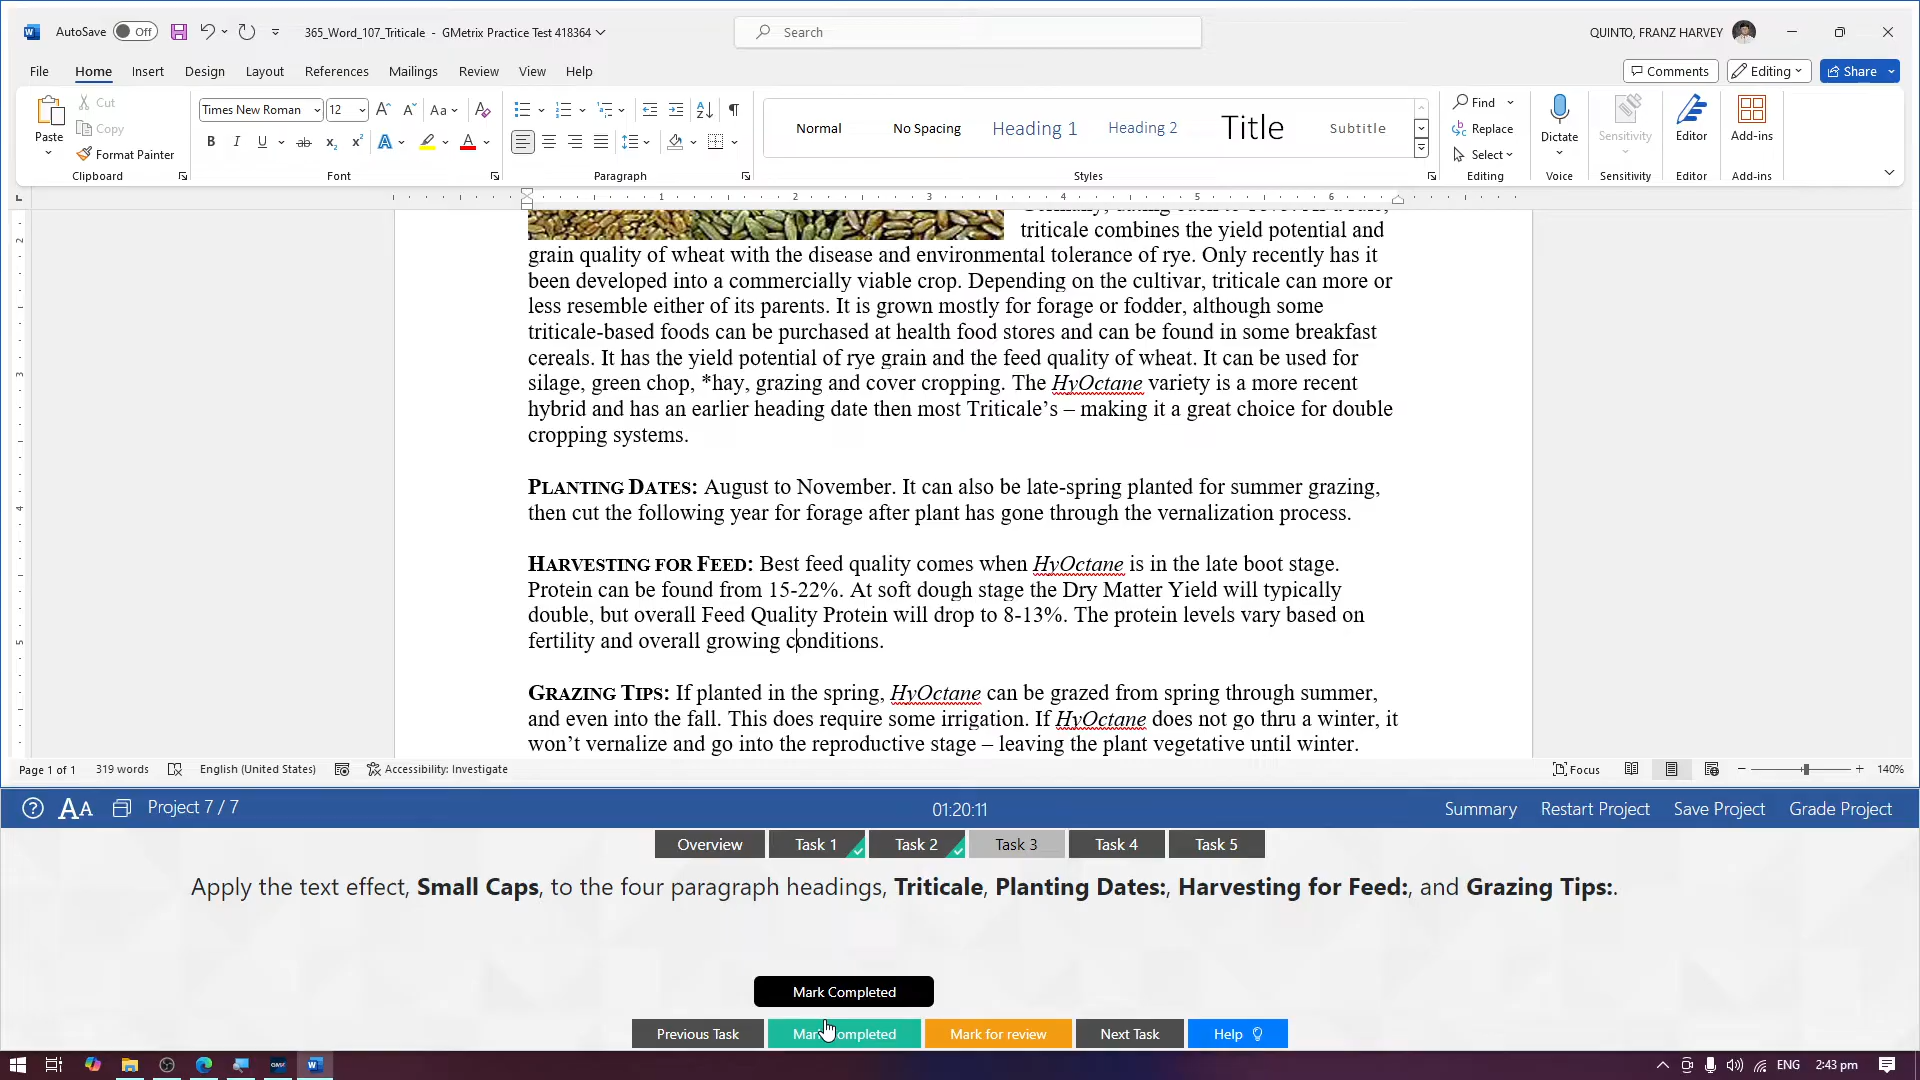 AutoSave Off 365_Word_107_Triticale - GMetrix Practice Test 418364 Search QUINTO, FRANZ HARVEY
File Home Insert Design Layout References Mailings Review View Help Comments Editing Share
Paste Cut Copy Format Painter
Times New Roman 12
Normal No Spacing Heading 1 Heading 2 Title Subtitle
Find Replace Select Dictate Sensitivity Editor Add-ins
Clipboard Font Paragraph Styles Editing Voice Sensitivity Editor Add-ins
1 2 3 4 5 6
triticale combines the yield potential and
grain quality of wheat with the disease and environmental tolerance of rye. Only recently has it
been developed into a commercially viable crop. Depending on the cultivar, triticale can more or
less resemble either of its parents. It is grown mostly for forage or fodder, although some
triticale-based foods can be purchased at health food stores and can be found in some breakfast
cereals. It has the yield potential of rye grain and the feed quality of wheat. It can be used for
silage, green chop, *hay, grazing and cover cropping. The HyOctane variety is a more recent
hybrid and has an earlier heading date then most Triticale’s – making it a great choice for double
cropping systems.
PLANTING DATES: August to November. It can also be late-spring planted for summer grazing,
then cut the following year for forage after plant has gone through the vernalization process.
HARVESTING FOR FEED: Best feed quality comes when HyOctane is in the late boot stage.
Protein can be found from 15-22%. At soft dough stage the Dry Matter Yield will typically
double, but overall Feed Quality Protein will drop to 8-13%. The protein levels vary based on
fertility and overall growing conditions.
GRAZING TIPS: If planted in the spring, HyOctane can be grazed from spring through summer,
and even into the fall. This does require some irrigation. If HyOctane does not go thru a winter, it
won’t vernalize and go into the reproductive stage – leaving the plant vegetative until winter.
Page 1 of 1 319 words English (United States) Accessibility: Investigate Focus 140%
Project 7 / 7 01:20:11 Summary Restart Project Save Project Grade Project
Overview Task 1 Task 2 Task 3 Task 4 Task 5
Apply the text effect, Small Caps, to the four paragraph headings, Triticale, Planting Dates:, Harvesting for Feed:, and Grazing Tips:.
Mark Completed
Previous Task Mark Completed Mark for review Next Task Help
ENG 2:43 pm